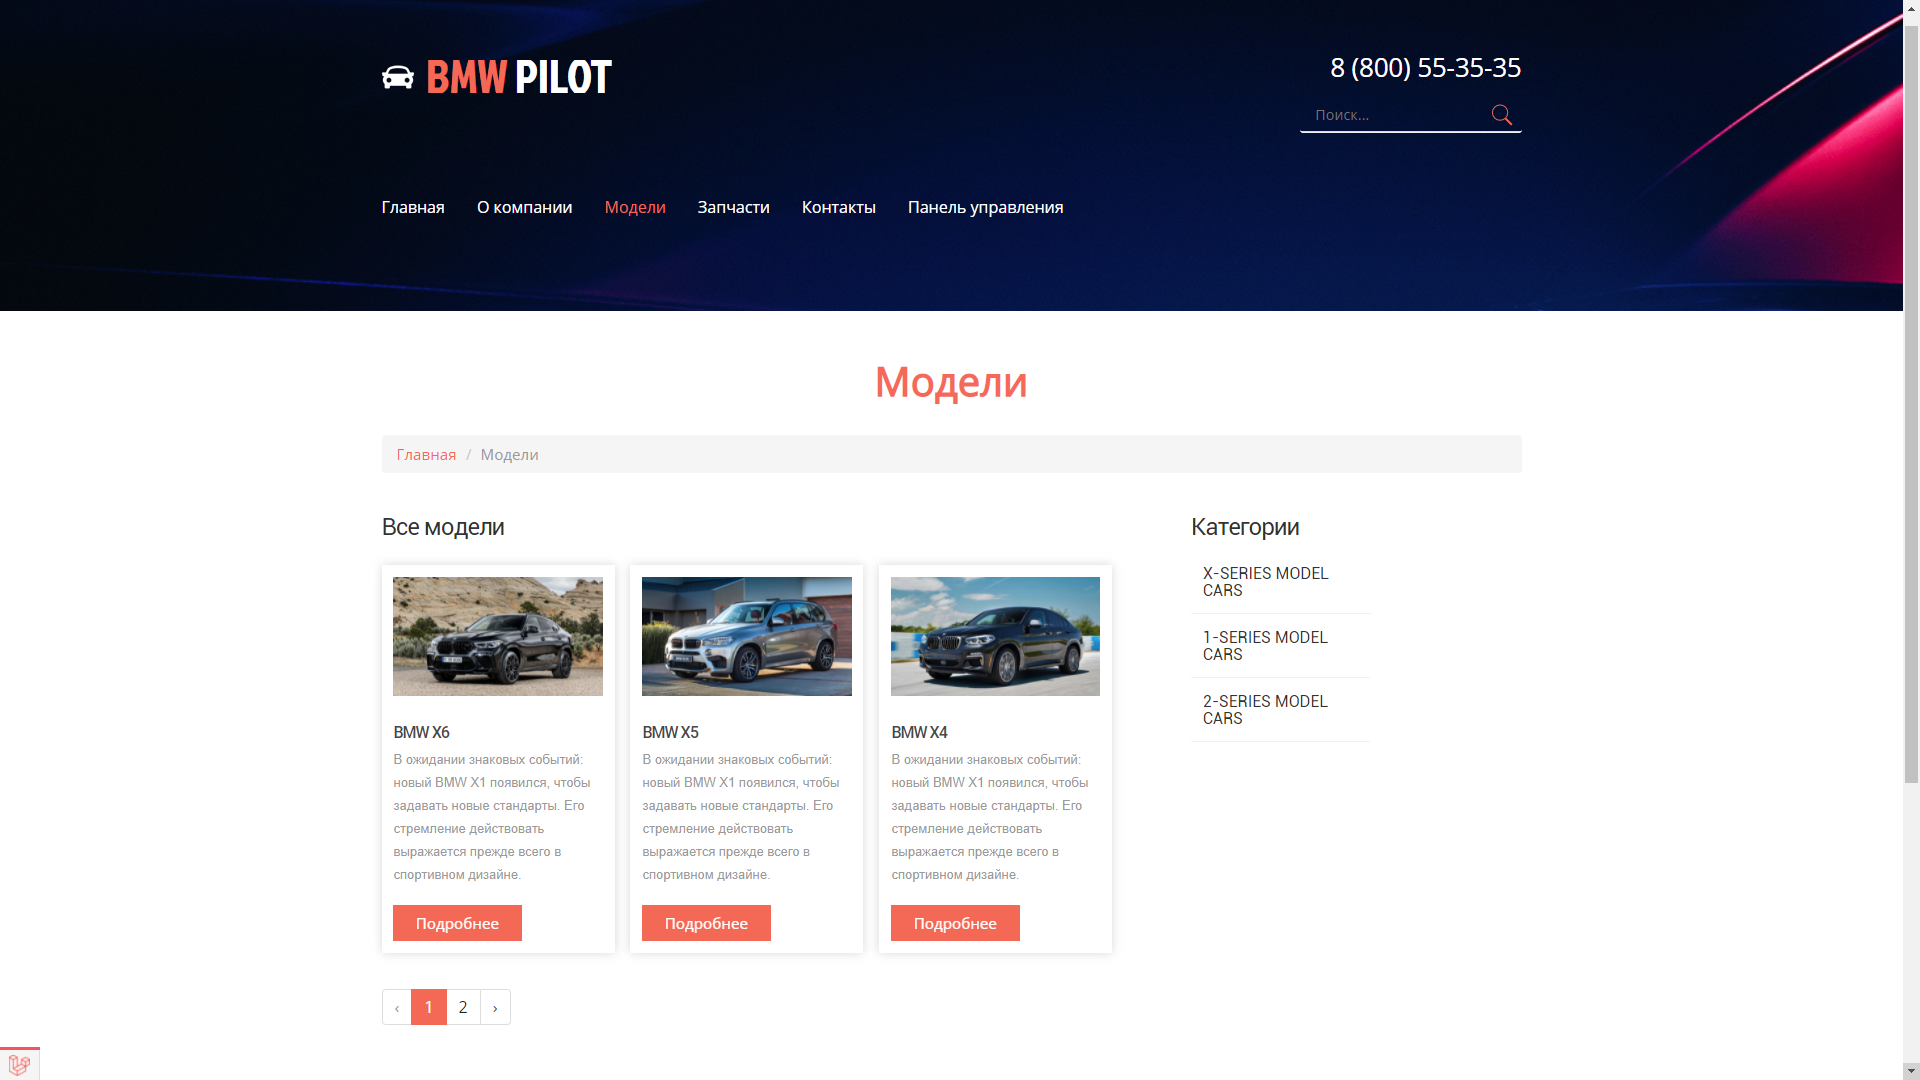 BMW PILOT
8 (800) 55-35-35
Поиск...
Главная О компании Модели Запчасти Контакты Панель управления
Модели
Главная / Модели
Все модели
BMW X6
В ожидании знаковых событий:
новый BMW X1 появился, чтобы
задавать новые стандарты. Его
стремление действовать
выражается прежде всего в
спортивном дизайне.
Подробнее
BMW X5
В ожидании знаковых событий:
новый BMW X1 появился, чтобы
задавать новые стандарты. Его
стремление действовать
выражается прежде всего в
спортивном дизайне.
Подробнее
BMW X4
В ожидании знаковых событий:
новый BMW X1 появился, чтобы
задавать новые стандарты. Его
стремление действовать
выражается прежде всего в
спортивном дизайне.
Подробнее
‹ 1 2 ›
Категории
X-SERIES MODEL
CARS
1-SERIES MODEL
CARS
2-SERIES MODEL
CARS